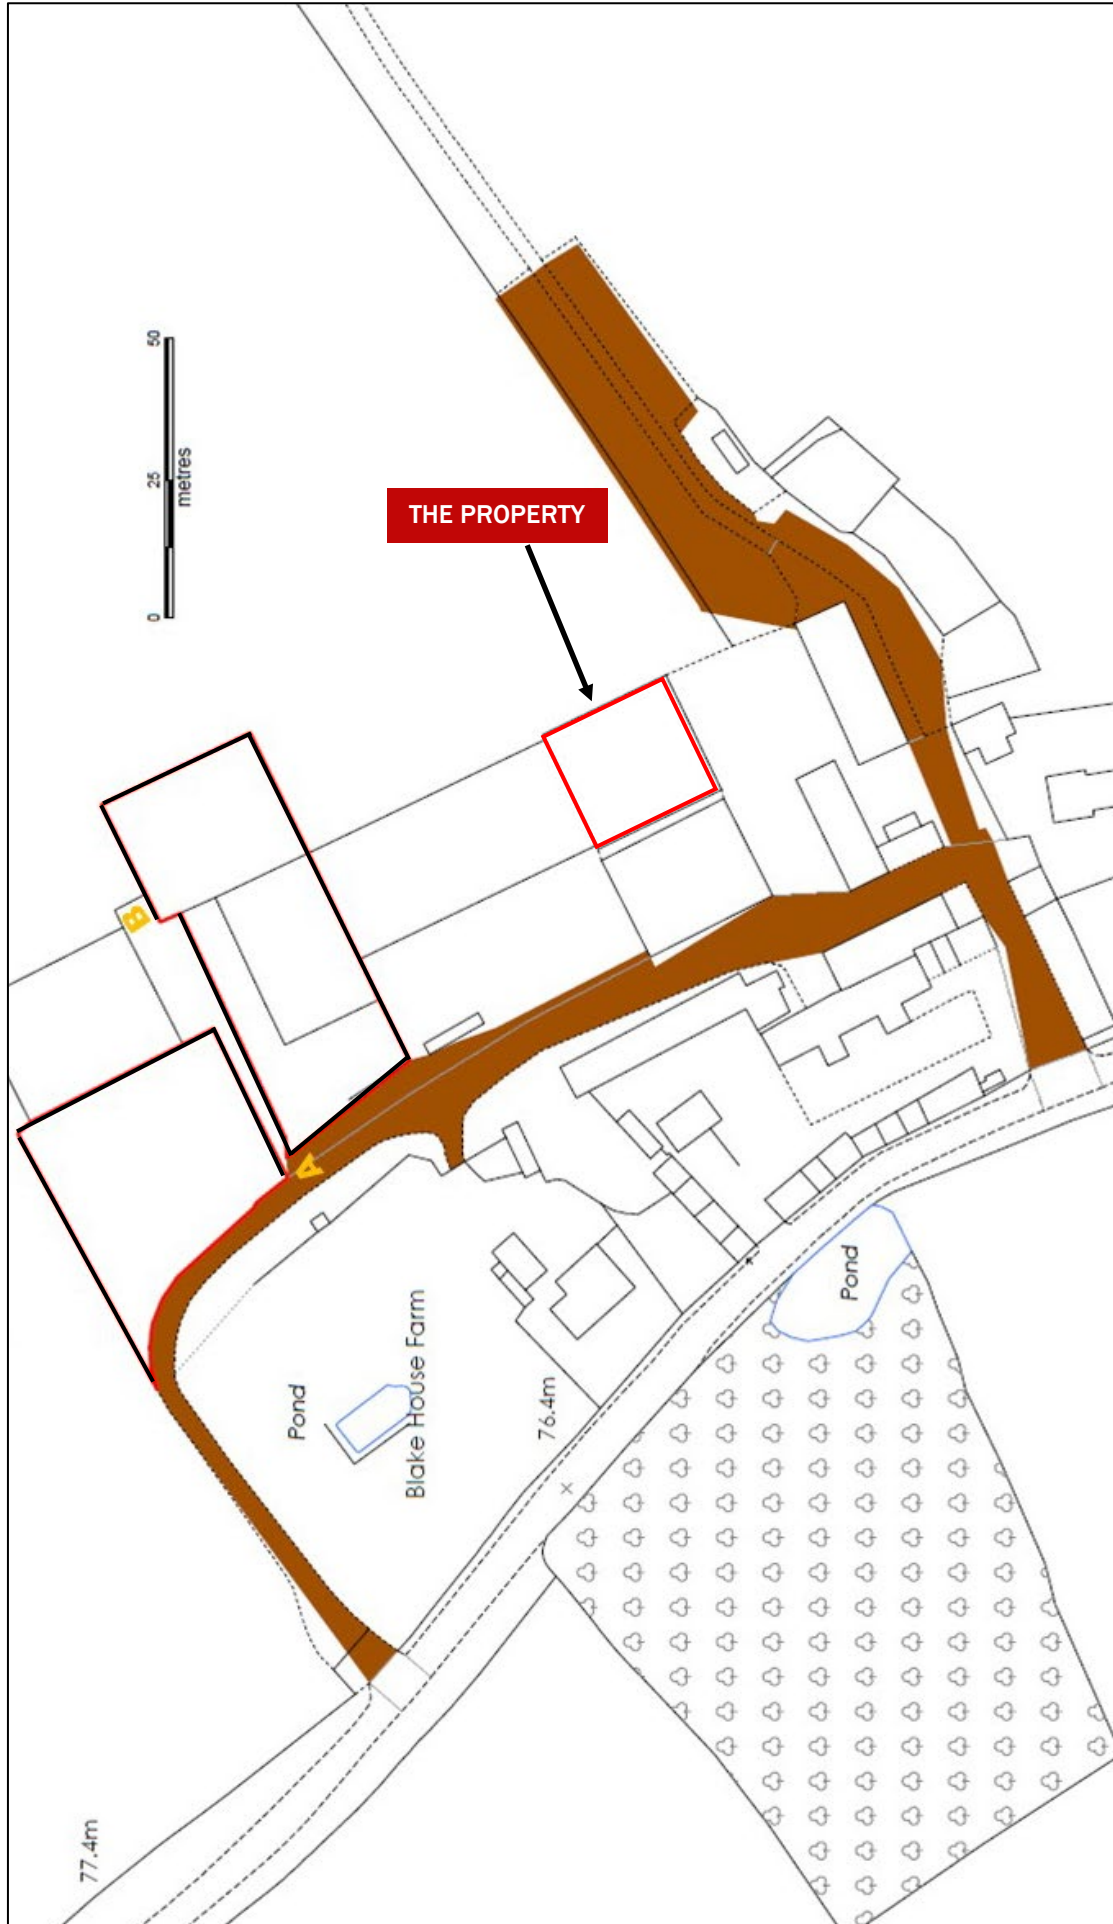 50
25
0
metres
THE PROPERTY
B
A
Pond
Pond
Blake House Farm
76.4m
77.4m